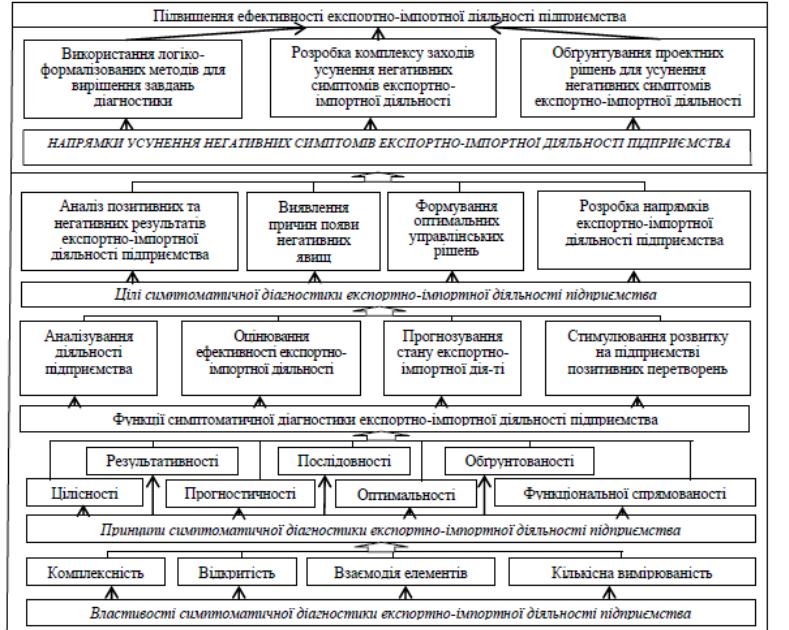 Підвишення ефективності експортно-імпортної діяльності підприємства
Використання логіко-
формалізованих методів для
вирішення завдань
діагностики
Розробка комплексу заходів
усунення негативних
симптомів експортно-
імпортної діяльності
Обґрунтування проектних
рішень для усунення
негативних симптомів
експортно-імпортної діяльності
НАПРЯМКИ УСУНЕННЯ НЕГАТИВНИХ СИМПТОМІВ ЕКСПОРТНО-ІМПОРТНОЇ ДІЯЛЬНОСТІ ПІДПРИЄМСТВА
Аналіз позитивних та
негативних результатів
експортно-імпортної
діяльності підприємства
Виявлення
причин появи
негативних
явищ
Формування
оптимальних
управлінських
рішень
Розробка напрямків
експортно-імпортної
діяльності підприємства
Цілі симптоматичної діагностики експортно-імпортної діяльності підприємства
Аналізування
діяльності
підприємства
Оцінювання
ефективності експортно-
імпортної діяльності
Прогнозування
стану експортно-
імпортної дія-ті
Стимулювання розвитку
на підприємстві
позитивних перетворень
Функції симптоматичної діагностики експортно-імпортної діяльності підприємства
Результативності
Послідовності
Обґрунтованості
Цілісності
Прогностичності
Оптимальності
Функціональної спрямованості
Принципи симптоматичної діагностики експортно-імпортної діяльності підприємства
Комплексність
Відкритість
Взаємодія елементів
Кількісна вимірюваність
Властивості симптоматичної діагностики експортно-імпортної діяльності підприємства